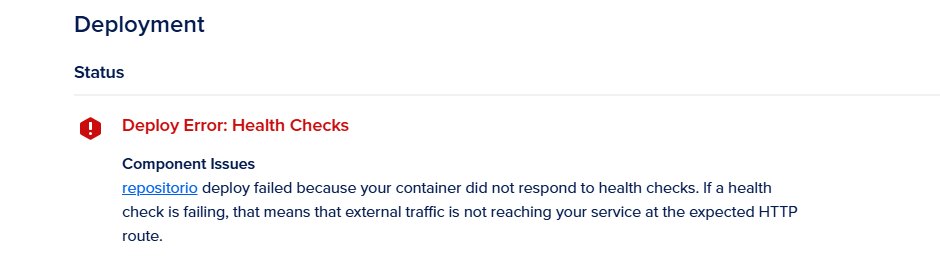 Deployment
Status
Deploy Error: Health Checks
Component Issues
repositorio deploy failed because your container did not respond to health checks. If a health
check is failing, that means that external traffic is not reaching your service at the expected HTTP
route.